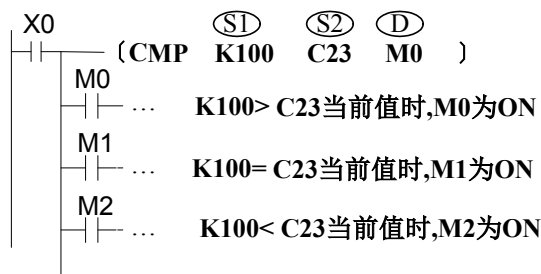 X0 S1 S2 D
〔CMP K100 C23 M0 〕
M0
… K100> C23当前值时,M0为ON
M1
… K100= C23当前值时,M1为ON
M2
… K100< C23当前值时,M2为ON